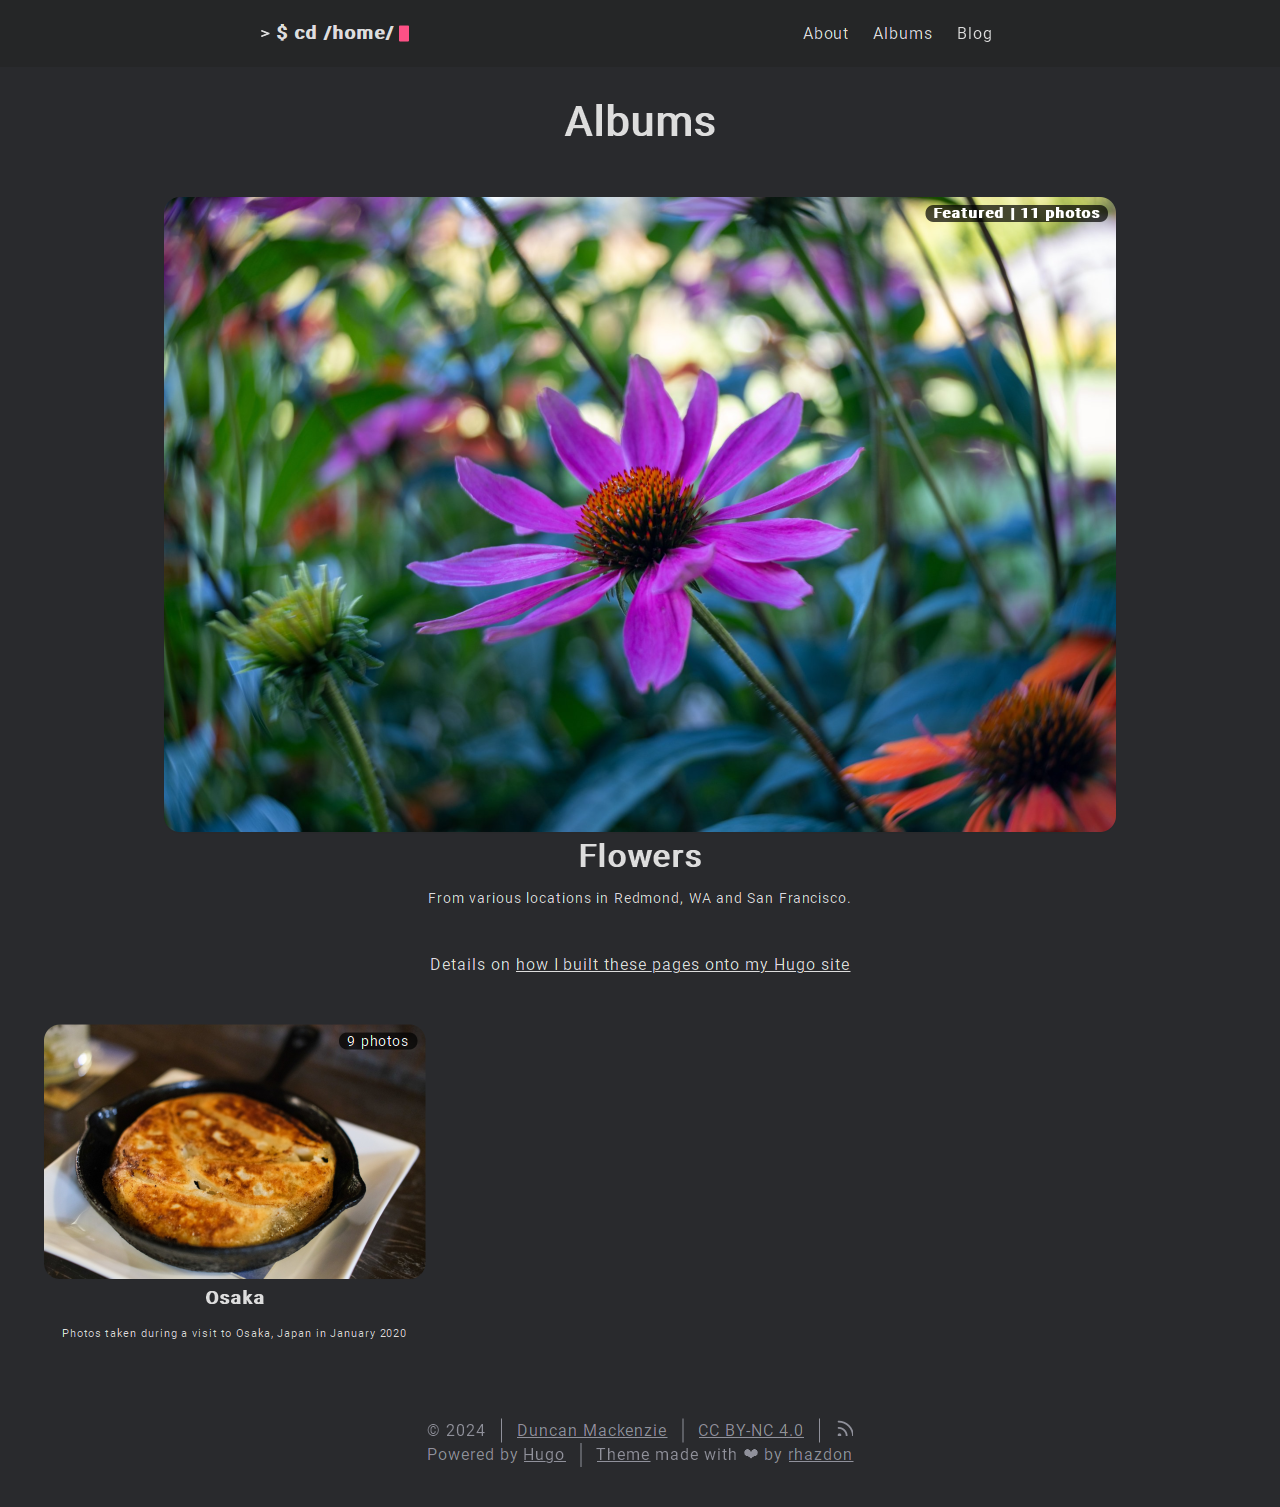 > $ cd /home/
About Albums Blog
Albums
Featured | 11 photos
Flowers
From various locations in Redmond, WA and San Francisco.
Details on how I built these pages onto my Hugo site
9 photos
Osaka
Photos taken during a visit to Osaka, Japan in January 2020
© 2024 | Duncan Mackenzie | CC BY-NC 4.0 |
Powered by Hugo | Theme made with ❤ by rhazdon